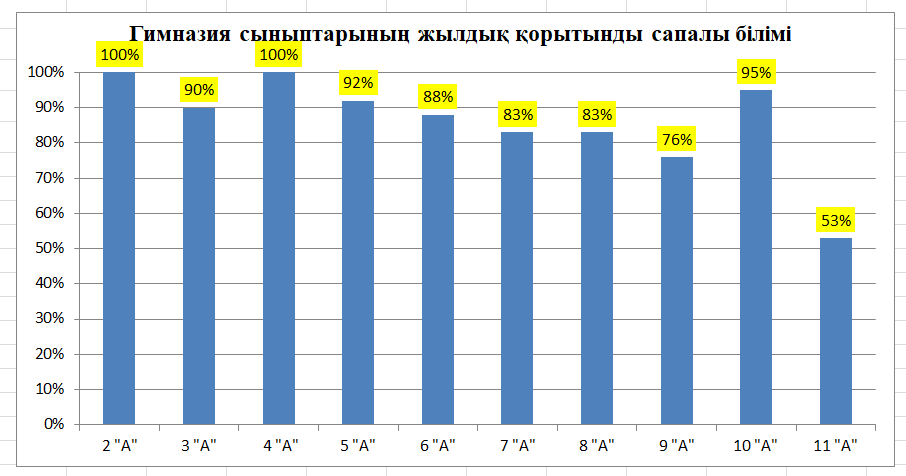 Гимназия сыныптарының жылдық қорытынды сапалы білімі
100%
90%
100%
92%
88%
83%
83%
76%
95%
53%
100%
90%
80%
70%
60%
50%
40%
30%
20%
10%
0%
2 "А"
3 "А"
4 "А"
5 "А"
6 "А"
7 "А"
8 "А"
9 "А"
10 "А"
11 "А"